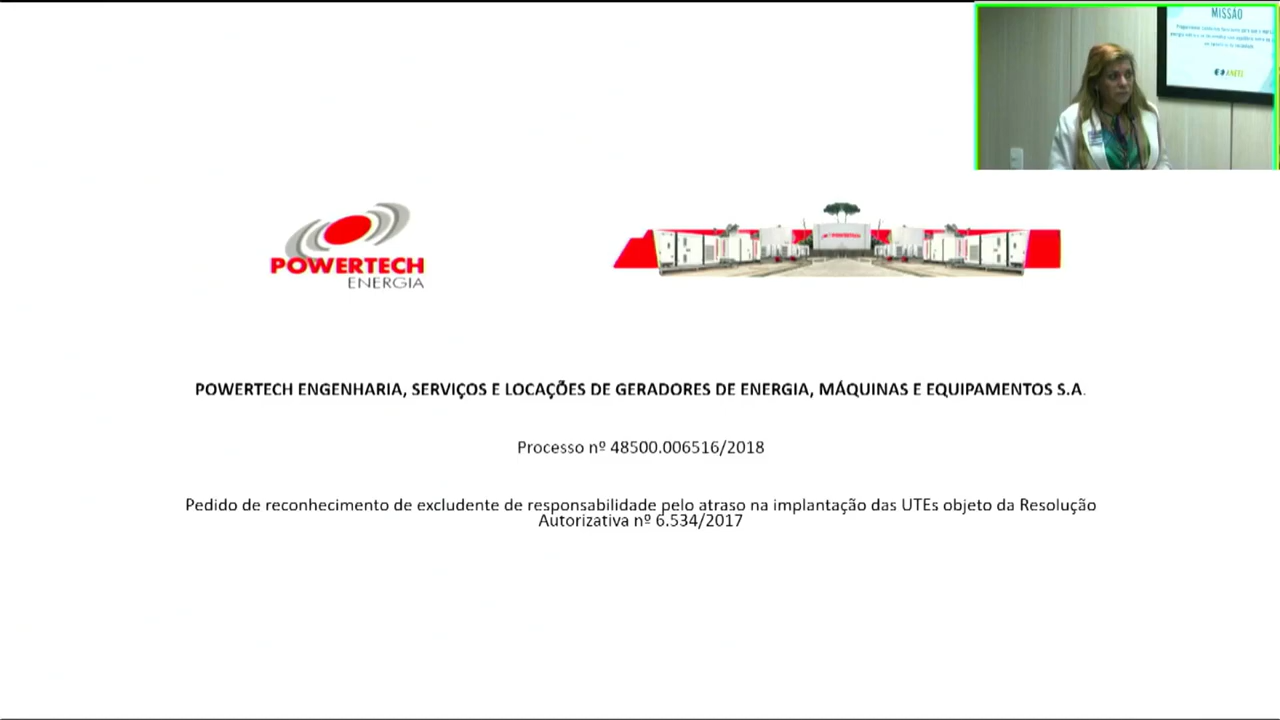 MISSÃO
ANEEL
POWERTECH
ENERGIA
POWERTECH
POWERTECH ENGENHARIA, SERVIÇOS E LOCAÇÕES DE GERADORES DE ENERGIA, MÁQUINAS E EQUIPAMENTOS S.A.
Processo nº 48500.006516/2018
Pedido de reconhecimento de excludente de responsabilidade pelo atraso na implantação das UTEs objeto da Resolução
Autorizativa nº 6.534/2017